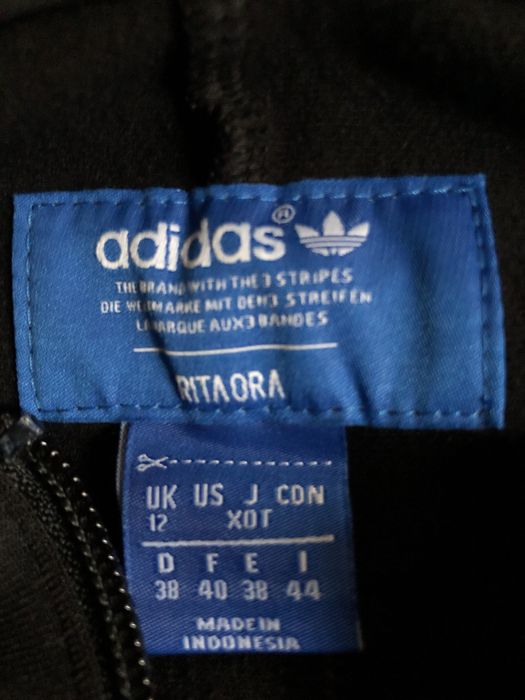 adidas®
THE BRAND WITH THE 3 STRIPES
DIE WELTMARKE MIT DEN 3 STREIFEN
LA MARQUE AUX 3 BANDES
RITA ORA
UK US J CDN
12 XOT
D F E I
38 40 38 44
MADE IN
INDONESIA